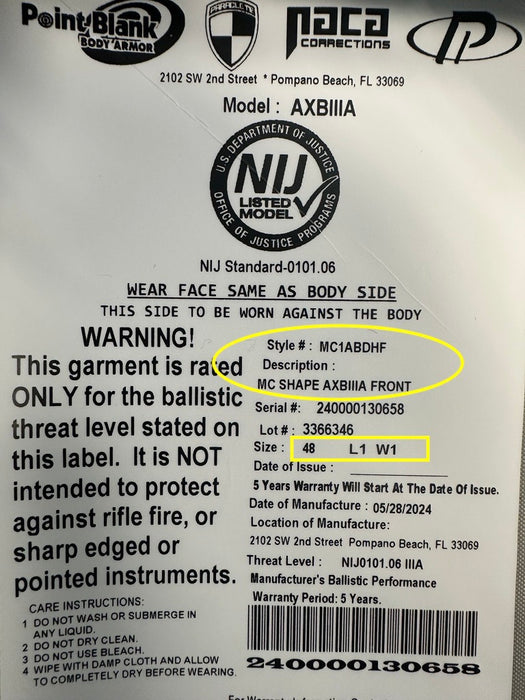 Point Blank
BODY ARMOR
PARACLETE
PACA
CORRECTIONS
2102 SW 2nd Street * Pompano Beach, FL 33069
Model : AXBIIIA
U.S. DEPARTMENT OF JUSTICE
NIJ
LISTED
MODEL
OFFICE OF JUSTICE PROGRAMS
NIJ Standard-0101.06
WEAR FACE SAME AS BODY SIDE
THIS SIDE TO BE WORN AGAINST THE BODY
WARNING!
This garment is rated
ONLY for the ballistic
threat level stated on
this label. It is NOT
intended to protect
against rifle fire, or
sharp edged or
pointed instruments.
CARE INSTRUCTIONS:
1 DO NOT WASH OR SUBMERGE IN
ANY LIQUID.
2 DO NOT DRY CLEAN.
3 DO NOT USE BLEACH.
4 WIPE WITH DAMP CLOTH AND ALLOW
TO COMPLETELY DRY BEFORE WEARING.
Style # : MC1ABDHF
Description :
MC SHAPE AXBIIIA FRONT
Serial #: 240000130658
Lot # : 3366346
Size : 48 L1 W1
Date of Issue :
5 Years Warranty Will Start At The Date Of Issue.
Date of Manufacture : 05/28/2024
Location of Manufacture:
2102 SW 2nd Street Pompano Beach, FL 33069
Threat Level : NIJ0101.06 IIIA
Manufacturer's Ballistic Performance
Warranty Period: 5 Years.
240000130658